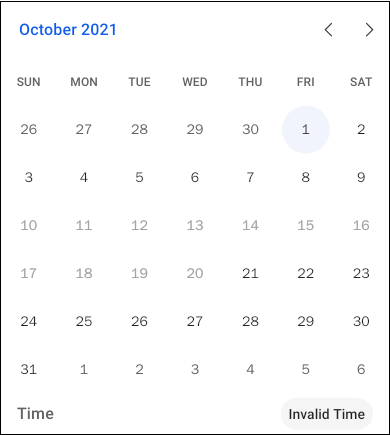 October 2021
SUN MON TUE WED THU FRI SAT
26 27 28 29 30 1 2
3 4 5 6 7 8 9
10 11 12 13 14 15 16
17 18 19 20 21 22 23
24 25 26 27 28 29 30
31 1 2 3 4 5 6
Time Invalid Time